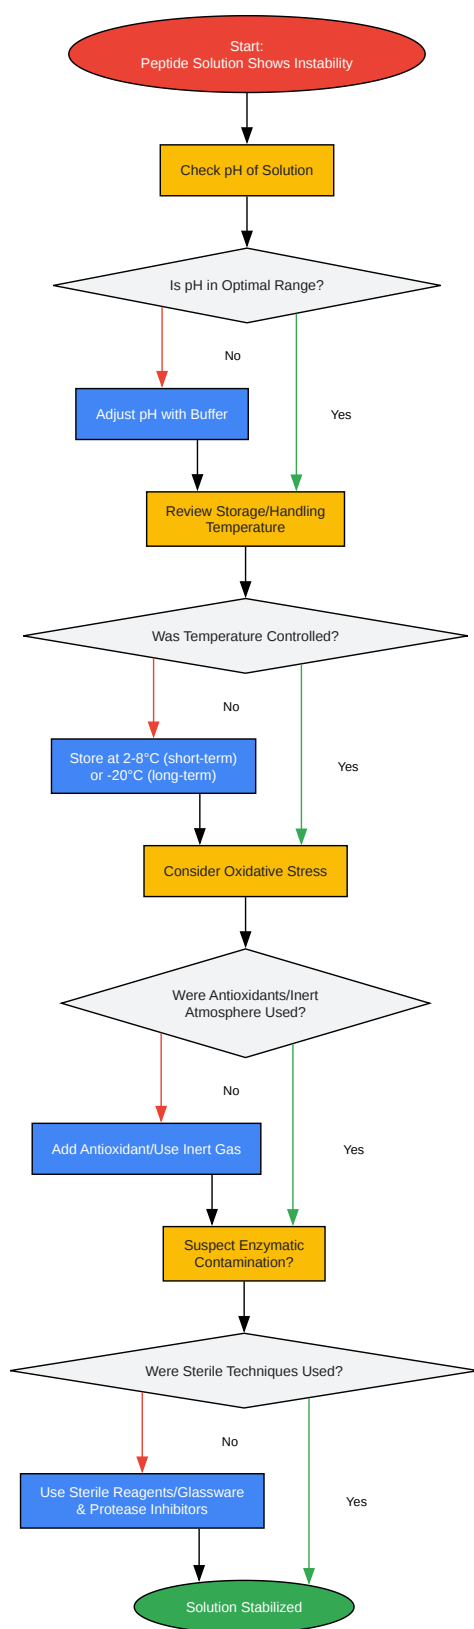 Start:
Peptide Solution Shows Instability
Check pH of Solution
Is pH in Optimal Range?
No
Adjust pH with Buffer
Yes
Review Storage/Handling
Temperature
Was Temperature Controlled?
No
Store at 2-8°C (short-term)
or -20°C (long-term)
Yes
Consider Oxidative Stress
Were Antioxidants/Inert
Atmosphere Used?
No
Add Antioxidant/Use Inert Gas
Yes
Suspect Enzymatic
Contamination?
Were Sterile Techniques Used?
No
Use Sterile Reagents/Glassware
& Protease Inhibitors
Yes
Solution Stabilized